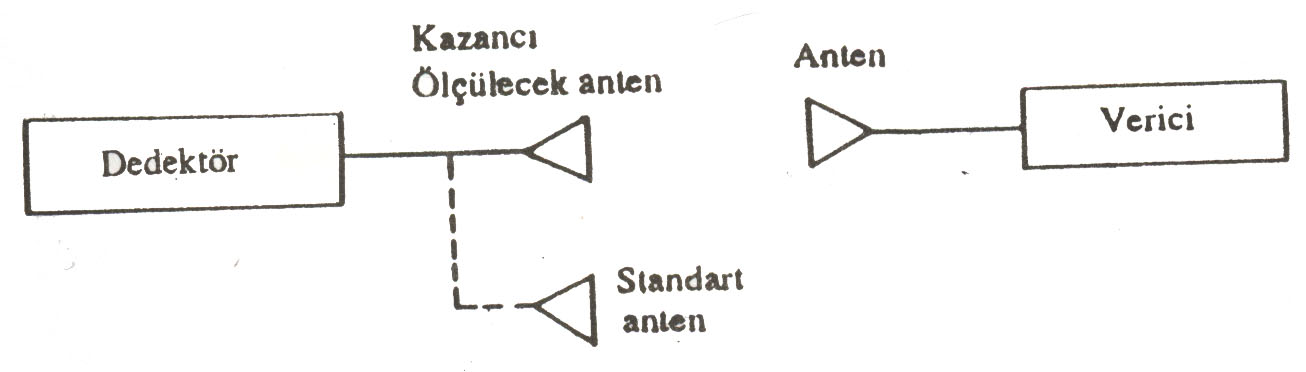 Kazancı
Ölçülecek anten
Anten
Verici
Dedektör
Standart
anten